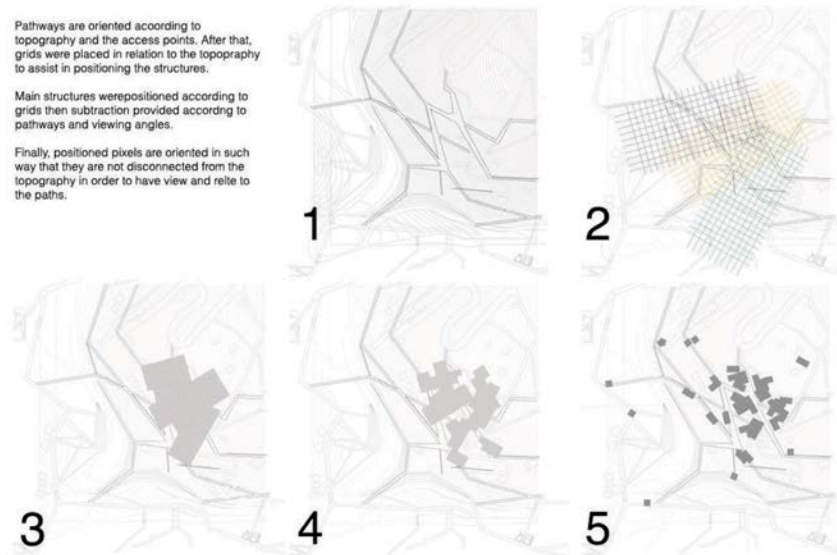 Pathways are oriented acoording to
topography and the access points. After that,
grids were placed in relation to the topopraphy
to assist in positioning the structures.
Main structures werepositioned according to
grids then subtraction provided accordng to
pathways and viewing angles.
Finally, positioned pixels are oriented in such
way that they are not disconnected from the
topography in order to have view and relte to
the paths.
1
2
3
4
5